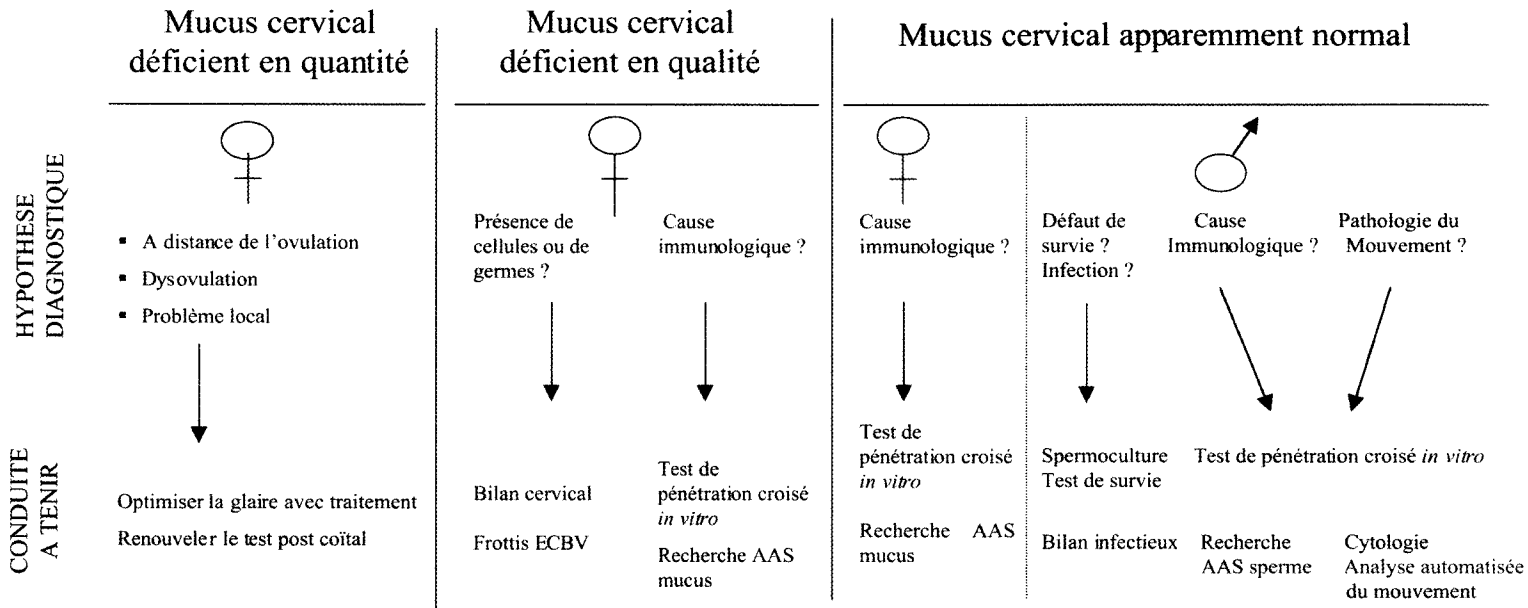 Mucus cervical
déficient en quantité
Mucus cervical
déficient en qualité
Mucus cervical apparemment normal
HYPOTHESE
DIAGNOSTIQUE
▪ A distance de l'ovulation
▪ Dysovulation
▪ Problème local
Présence de
cellules ou de
germes ?
Cause
immunologique ?
Cause
immunologique ?
Défaut de
survie ?
Infection ?
Cause
Immunologique ?
Pathologie du
Mouvement ?
CONDUITE
A TENIR
Optimiser la glaire avec traitement
Renouveler le test post coïtal
Bilan cervical
Frottis ECBV
Test de
pénétration croisé
in vitro
Recherche AAS
mucus
Test de
pénétration croisé
in vitro
Recherche AAS
mucus
Spermoculture
Test de survie
Bilan infectieux
Test de pénétration croisé in vitro
Recherche
AAS sperme
Cytologie
Analyse automatisée
du mouvement